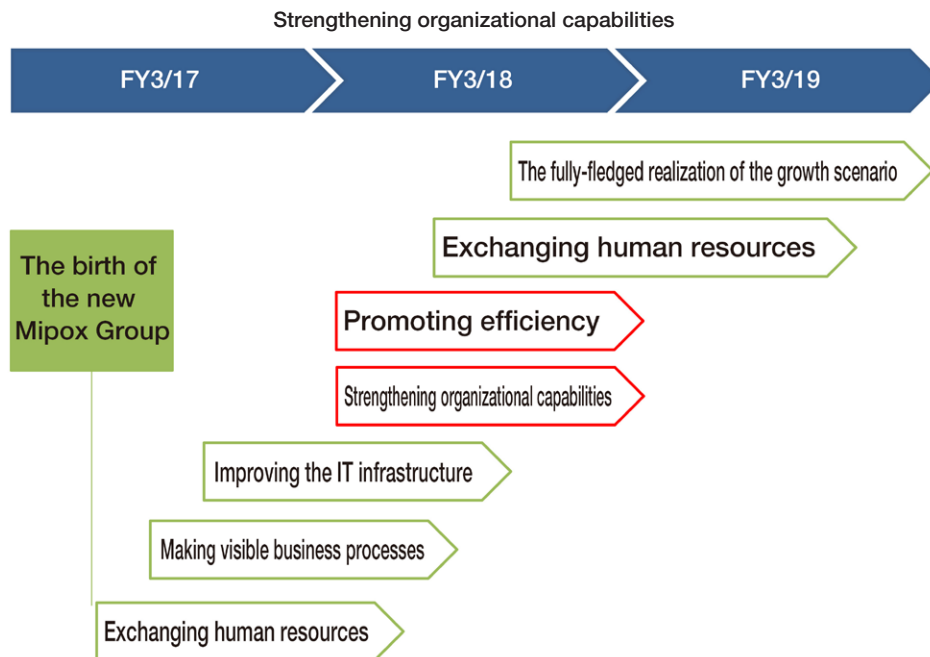 Strengthening organizational capabilities
FY3/17
FY3/18
FY3/19
The fully-fledged realization of the growth scenario
Exchanging human resources
The birth of
the new
Mipox Group
Promoting efficiency
Strengthening organizational capabilities
Improving the IT infrastructure
Making visible business processes
Exchanging human resources